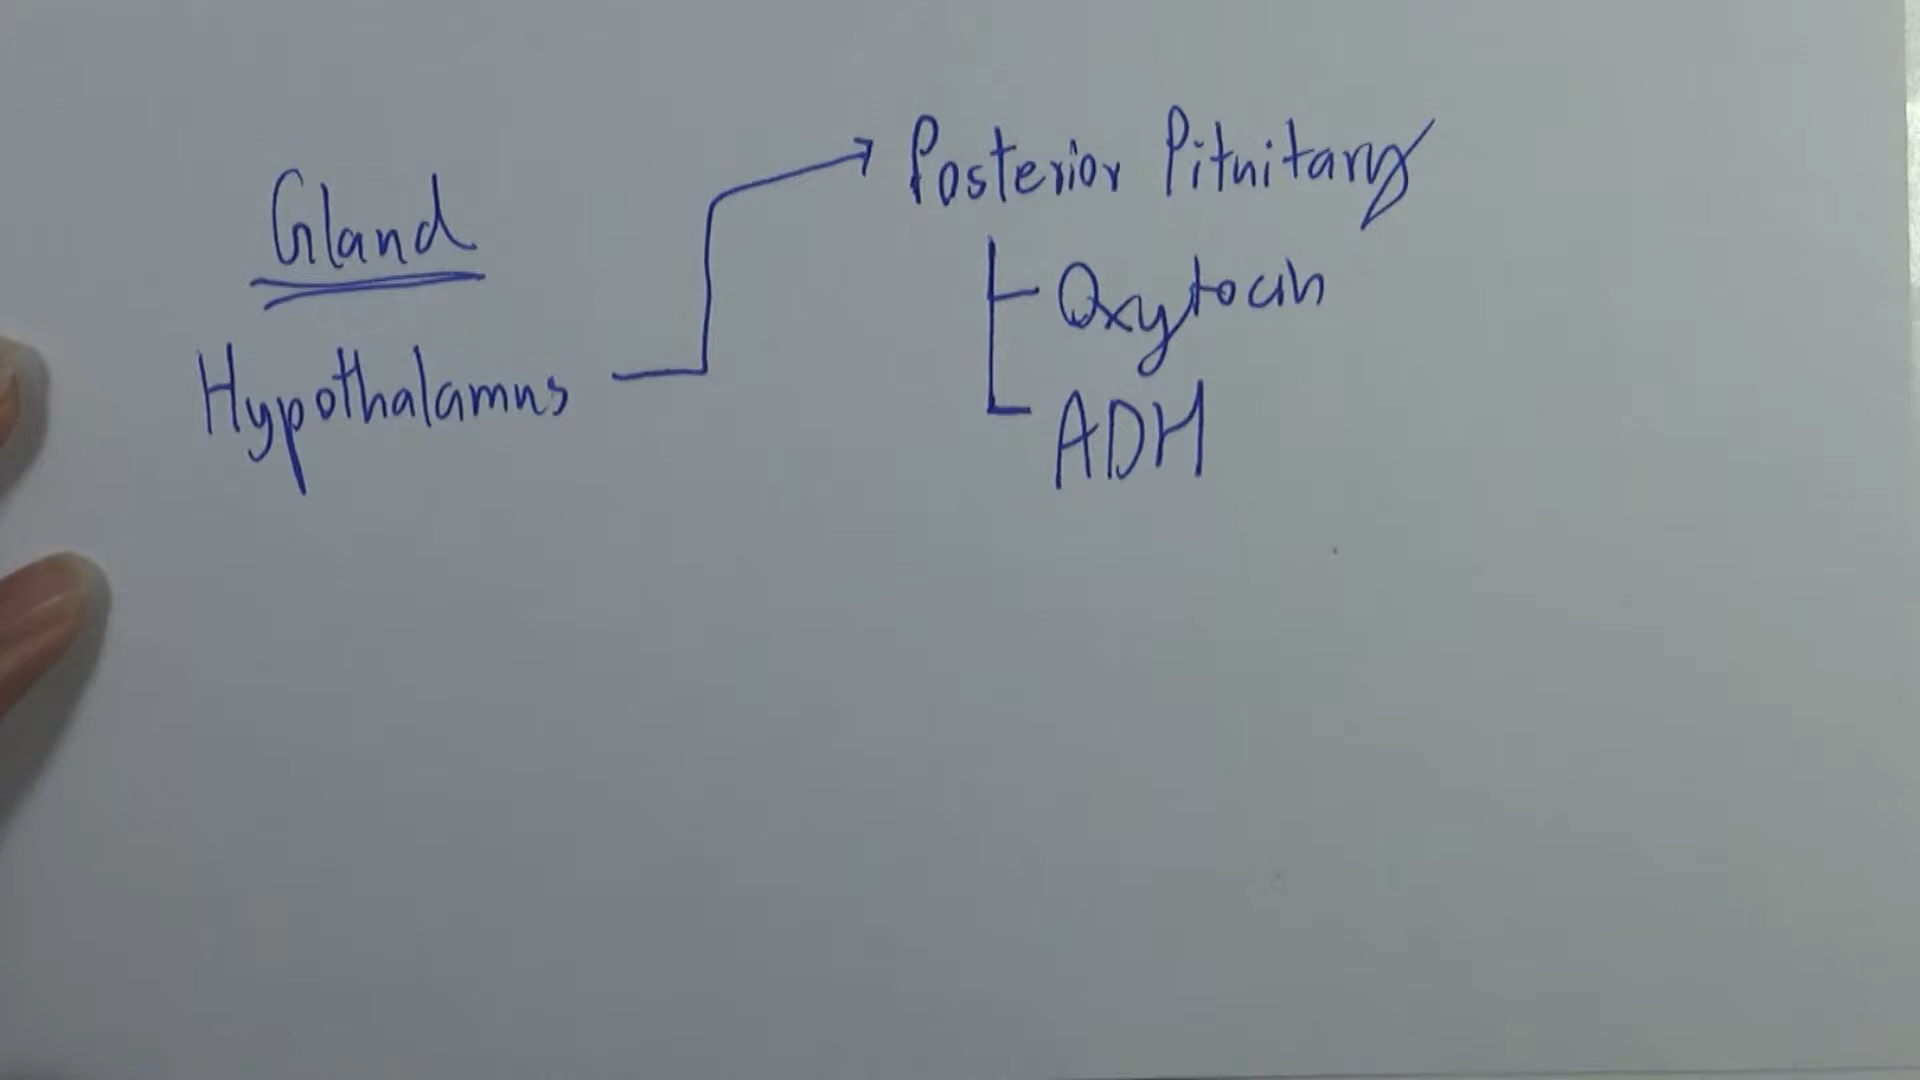 Gland
Hypothalamus
Posterior Pituitary
Oxytocin
ADH